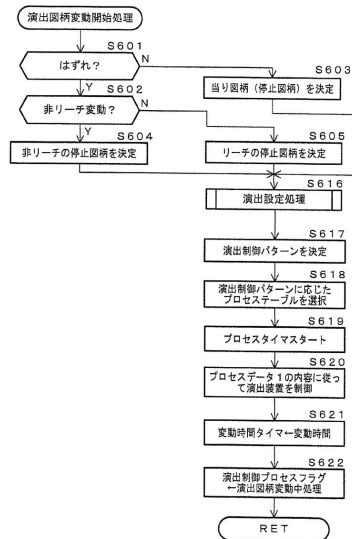 演出図柄変動開始処理
S601
はずれ?
N
Y
S602
非リーチ変動?
N
Y
S603
当り図柄(停止図柄)を決定
S604
非リーチの停止図柄を決定
S605
リーチの停止図柄を決定
S616
演出設定処理
S617
演出制御パターンを決定
S618
演出制御パターンに応じた
プロセステーブルを選択
S619
プロセスタイマスタート
S620
プロセスデータ1の内容に従っ
て演出装置を制御
S621
変動時間タイマ←変動時間
S622
演出制御プロセスフラグ
←演出図柄変動中処理
RET